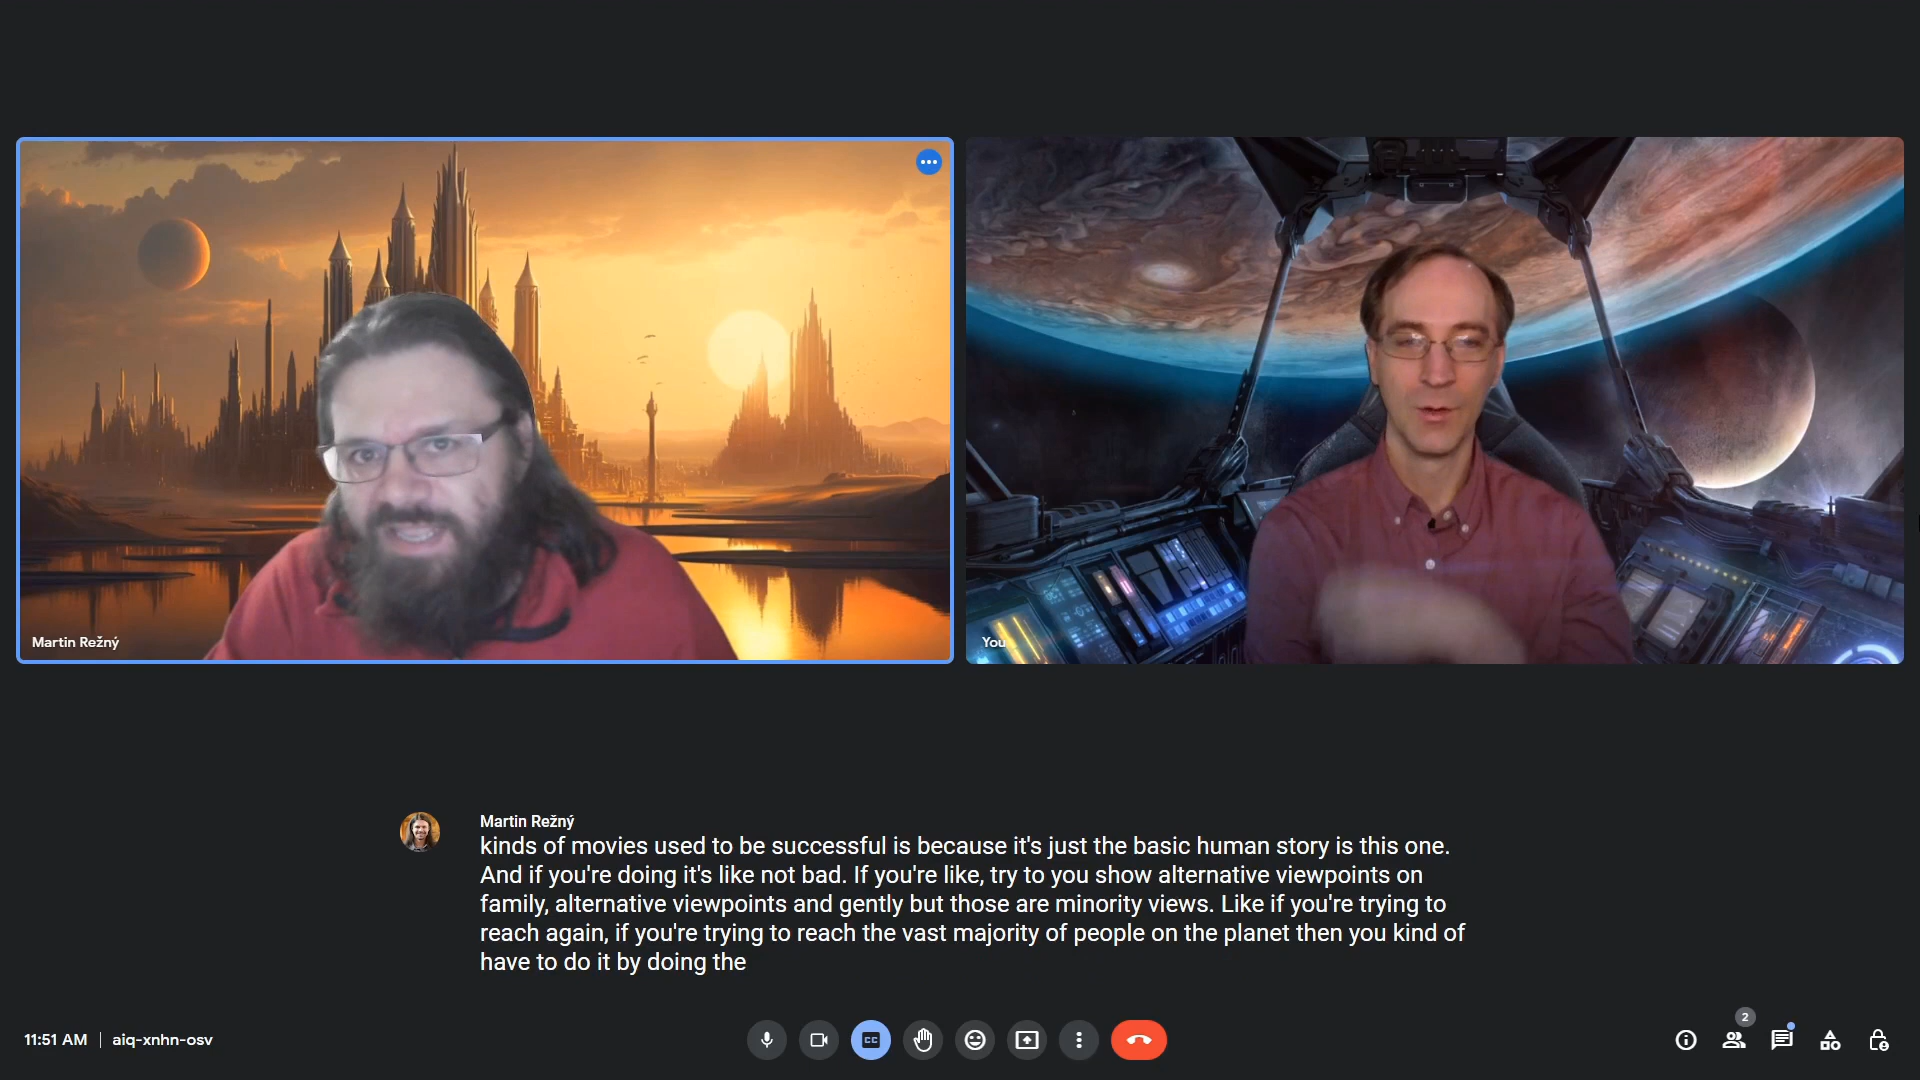 Martin Režný
You
Martin Režný
kinds of movies used to be successful is because it's just the basic human story is this one.
And if you're doing it's like not bad. If you're like, try to you show alternative viewpoints on
family, alternative viewpoints and gently but those are minority views. Like if you're trying to
reach again, if you're trying to reach the vast majority of people on the planet then you kind of
have to do it by doing the
2
11:51 AM | aiq-xnhn-osv
CC